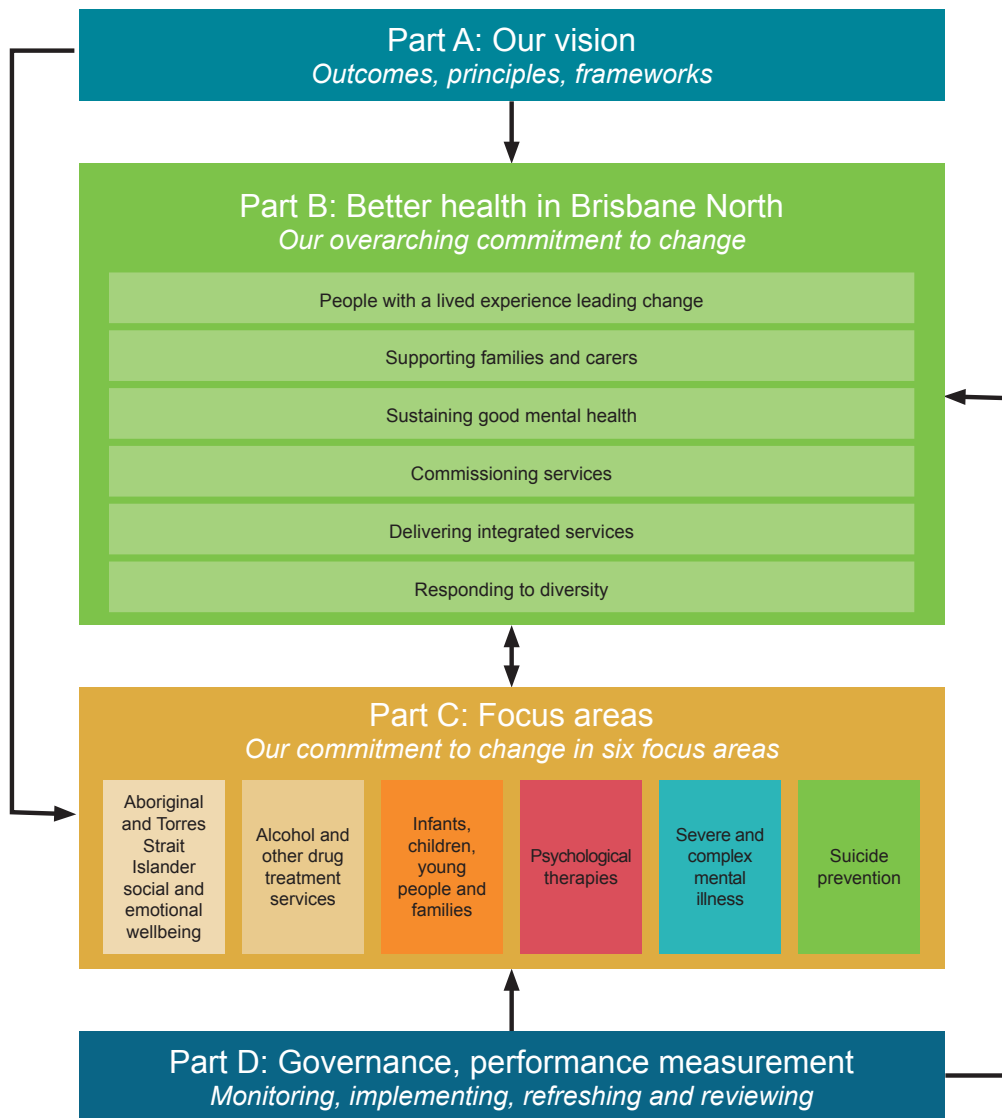 Part A: Our vision
Outcomes, principles, frameworks
Part B: Better health in Brisbane North
Our overarching commitment to change
People with a lived experience leading change
Supporting families and carers
Sustaining good mental health
Commissioning services
Delivering integrated services
Responding to diversity
Part C: Focus areas
Our commitment to change in six focus areas
Aboriginal
and Torres
Strait
Islander
social and
emotional
wellbeing
Alcohol and
other drug
treatment
services
Infants,
children,
young
people and
families
Psychological
therapies
Severe and
complex
mental
illness
Suicide
prevention
Part D: Governance, performance measurement
Monitoring, implementing, refreshing and reviewing